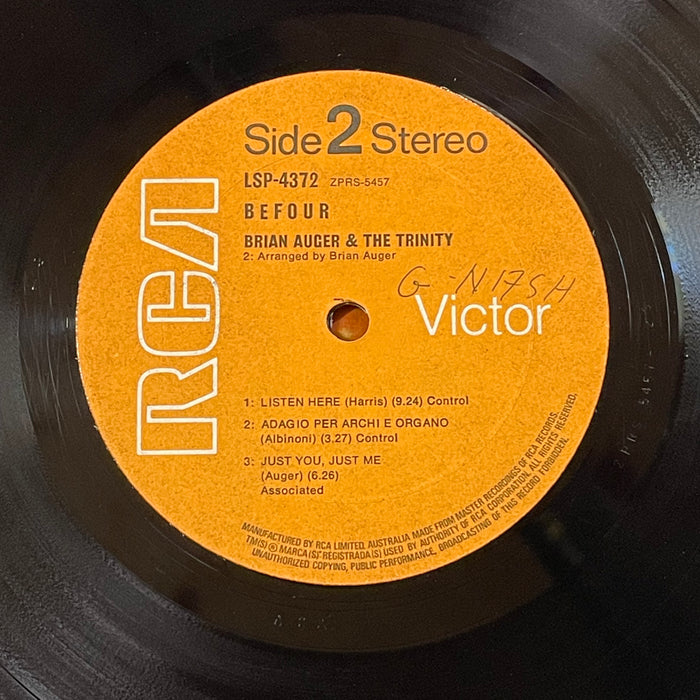 Side 2 Stereo
LSP-4372 ZPRS-5457
BEFOUR
BRIAN AUGER & THE TRINITY
2: Arranged by Brian Auger
G-N175H
RCA
Victor
1: LISTEN HERE (Harris) (9.24) Control
2: ADAGIO PER ARCHI E ORGANO
(Albinoni) (3.27) Control
3: JUST YOU, JUST ME
(Auger) (6.26)
Associated
MANUFACTURED BY RCA LIMITED, AUSTRALIA MADE FROM MASTER RECORDINGS OF RCA RECORDS.
TM(S) ® MARCA(S) REGISTRADA(S) USED BY AUTHORITY OF RCA CORPORATION. ALL RIGHTS RESERVED.
UNAUTHORIZED COPYING, PUBLIC PERFORMANCE, BROADCASTING OF THIS RECORD FORBIDDEN.